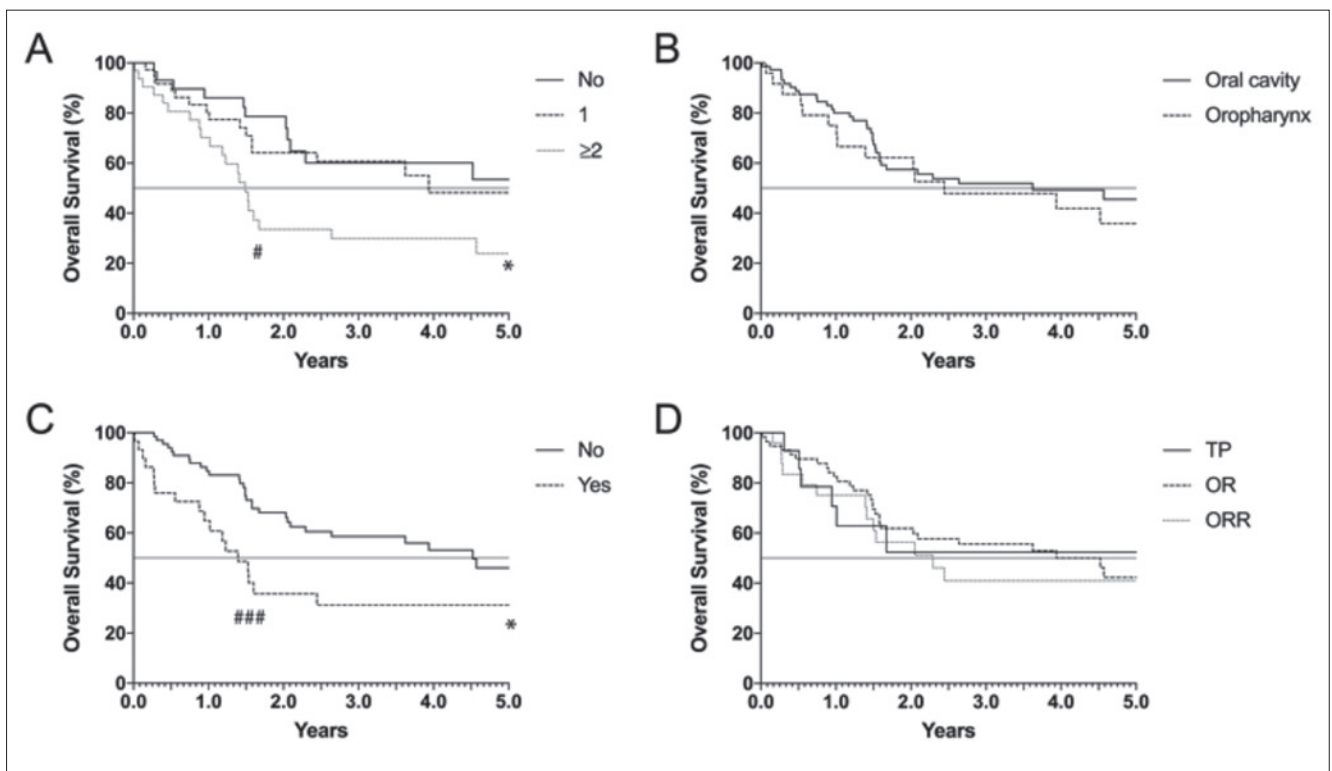 A
Overall Survival (%)
100
80
60
40
20
0
0.0 1.0 2.0 3.0 4.0 5.0
Years
No
1
≥2
#
*
B
Overall Survival (%)
100
80
60
40
20
0
0.0 1.0 2.0 3.0 4.0 5.0
Years
Oral cavity
Oropharynx
C
Overall Survival (%)
100
80
60
40
20
0
0.0 1.0 2.0 3.0 4.0 5.0
Years
No
Yes
###
*
D
Overall Survival (%)
100
80
60
40
20
0
0.0 1.0 2.0 3.0 4.0 5.0
Years
TP
OR
ORR